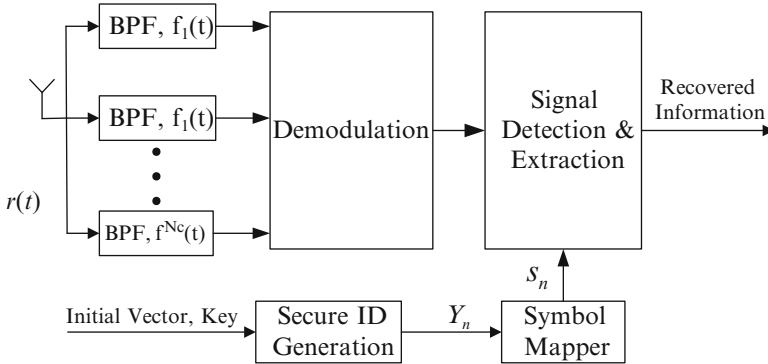 BPF, f₁(t)
BPF, f₁(t)
r(t)
BPF, f^Nc(t)
Demodulation
Signal
Detection &
Extraction
Recovered
Information
sₙ
Initial Vector, Key
Secure ID
Generation
Yₙ
Symbol
Mapper